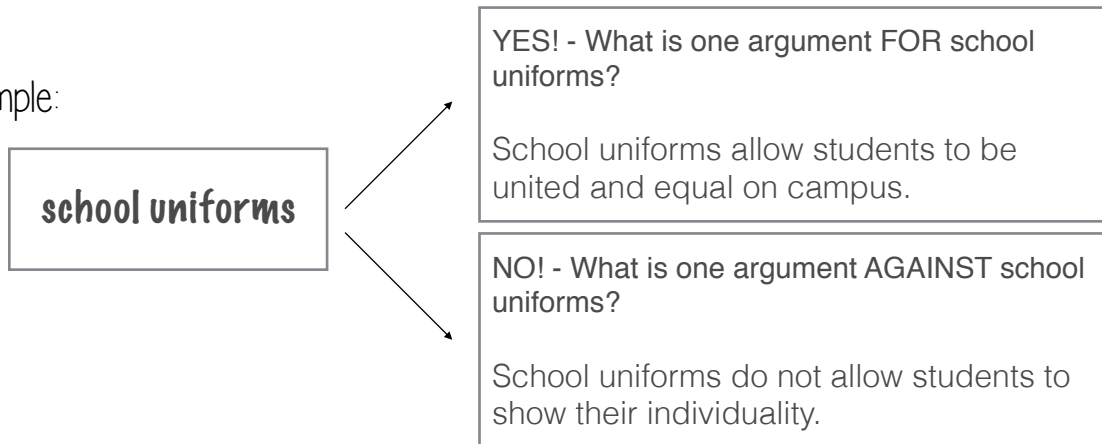 YES! - What is one argument FOR school
uniforms?
School uniforms allow students to be
united and equal on campus.
school uniforms
NO! - What is one argument AGAINST school
uniforms?
School uniforms do not allow students to
show their individuality.